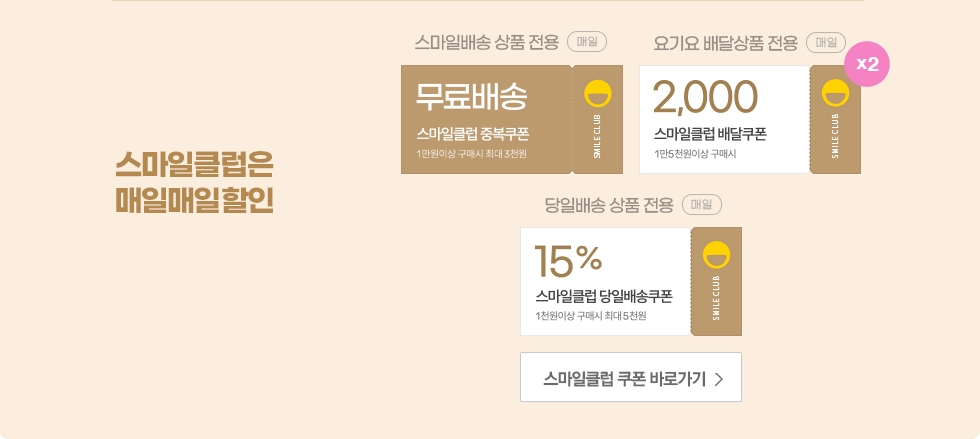 스마일클럽은
매일매일 할인
스마일배송 상품 전용 매일
무료배송
스마일클럽 중복쿠폰
1만원이상 구매시 최대 3천원
SMILE CLUB
요기요 배달상품 전용 매일
x2
2,000
스마일클럽 배달쿠폰
1만5천원이상 구매시
SMILE CLUB
당일배송 상품 전용 매일
15%
스마일클럽 당일배송쿠폰
1천원이상 구매시 최대 5천원
SMILE CLUB
스마일클럽 쿠폰 바로가기 >